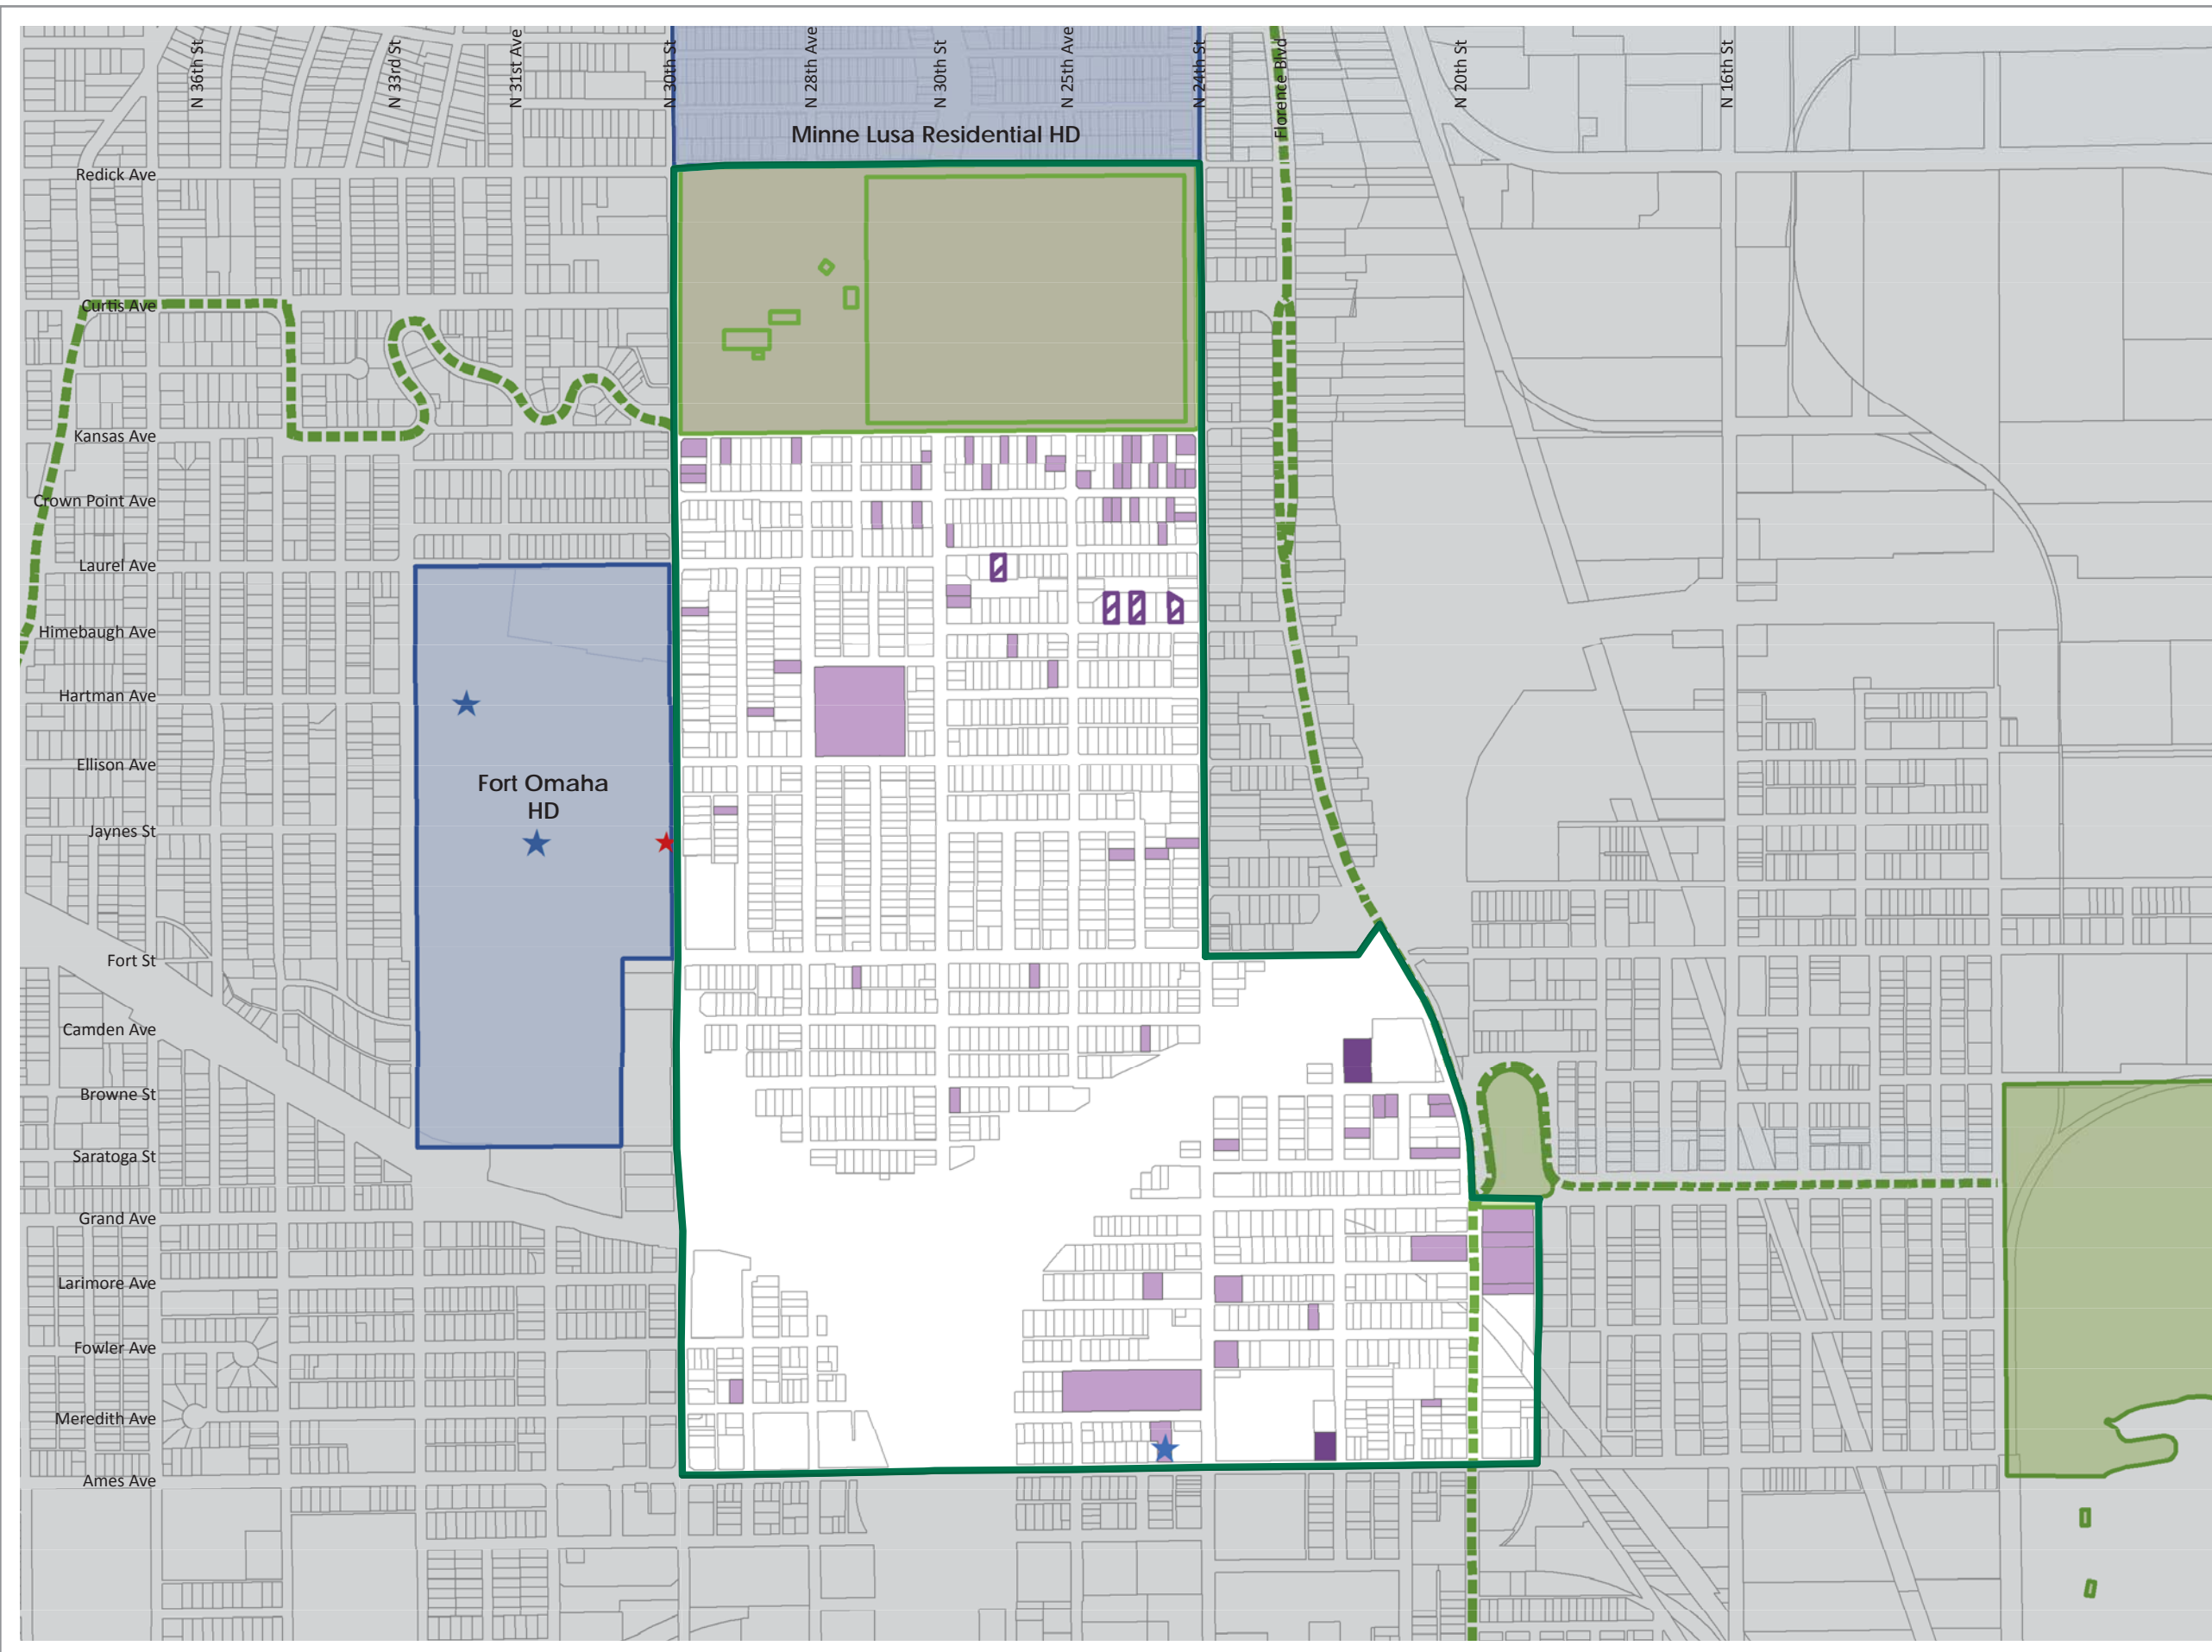 N 36th St
N 33rd St
N 31st Ave
N 30th St
N 28th Ave
N 30th St
N 25th Ave
N 24th St
Florence Blvd
N 20th St
N 16th St
Minne Lusa Residential HD
Redick Ave
Curtis Ave
Kansas Ave
Crown Point Ave
Laurel Ave
Himebaugh Ave
Hartman Ave
Ellison Ave
Fort Omaha
HD
Jaynes St
Fort St
Camden Ave
Browne St
Saratoga St
Grand Ave
Larimore Ave
Fowler Ave
Meredith Ave
Ames Ave